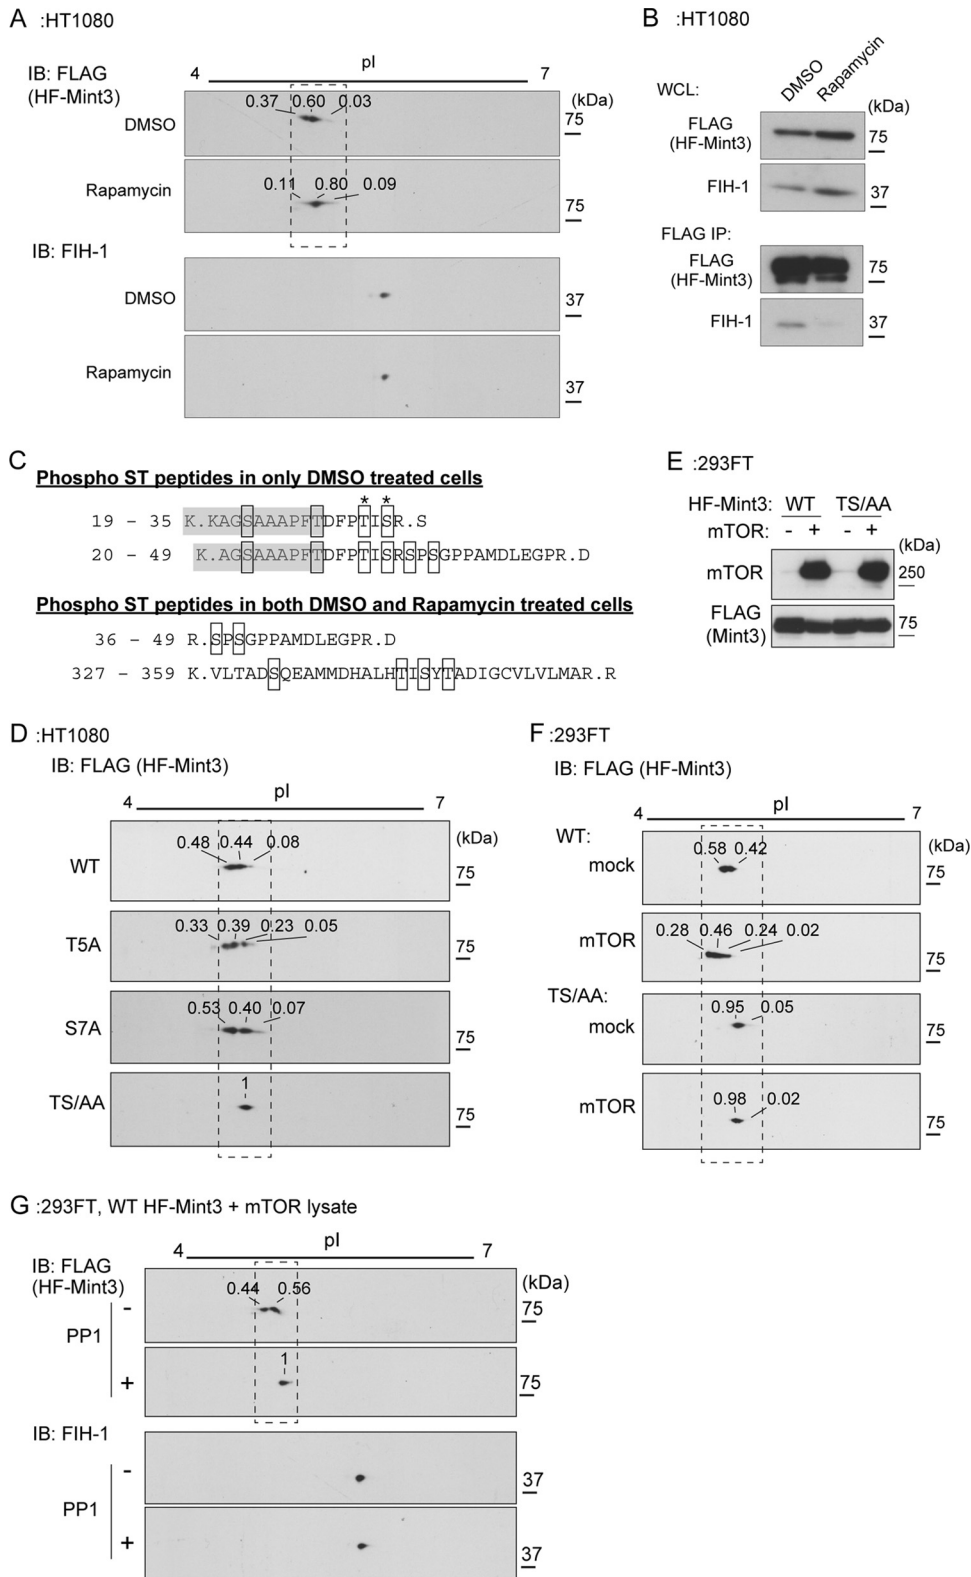 A :HT1080
IB: FLAG
(HF-Mint3)
4 pI 7
(kDa)
DMSO
0.37 0.60 0.03
75
Rapamycin
0.11 0.80 0.09
75
IB: FIH-1
DMSO
37
Rapamycin
37
B :HT1080
WCL:
DMSO Rapamycin
(kDa)
FLAG
(HF-Mint3)
75
FIH-1
37
FLAG IP:
FLAG
(HF-Mint3)
75
FIH-1
37
C
Phospho ST peptides in only DMSO treated cells
* *
19 - 35 K.KAGSAAAPFTDFPTISR.S
20 - 49 K.AGSAAAPFTDFPTISRSPSGPPAMDLEGPR.D
Phospho ST peptides in both DMSO and Rapamycin treated cells
36 - 49 R.SPSGPPAMDLEGPR.D
327 - 359 K.VLTADSQEAMMDHALHTISYTADIGCVLVLMAR.R
E :293FT
HF-Mint3: WT TS/AA
mTOR: - + - +
(kDa)
mTOR
250
FLAG
(Mint3)
75
D :HT1080
IB: FLAG (HF-Mint3)
4 pI 7
(kDa)
WT
0.48 0.44 0.08
75
T5A
0.33 0.39 0.23 0.05
75
S7A
0.53 0.40 0.07
75
TS/AA
1
75
F :293FT
IB: FLAG (HF-Mint3)
4 pI 7
WT:
(kDa)
mock
0.58 0.42
75
mTOR
0.28 0.46 0.24 0.02
75
TS/AA:
mock
0.95 0.05
75
mTOR
0.98 0.02
75
G :293FT, WT HF-Mint3 + mTOR lysate
4 pI 7
IB: FLAG
(HF-Mint3)
(kDa)
PP1
-
0.44 0.56
75
+
1
75
IB: FIH-1
PP1
-
37
+
37